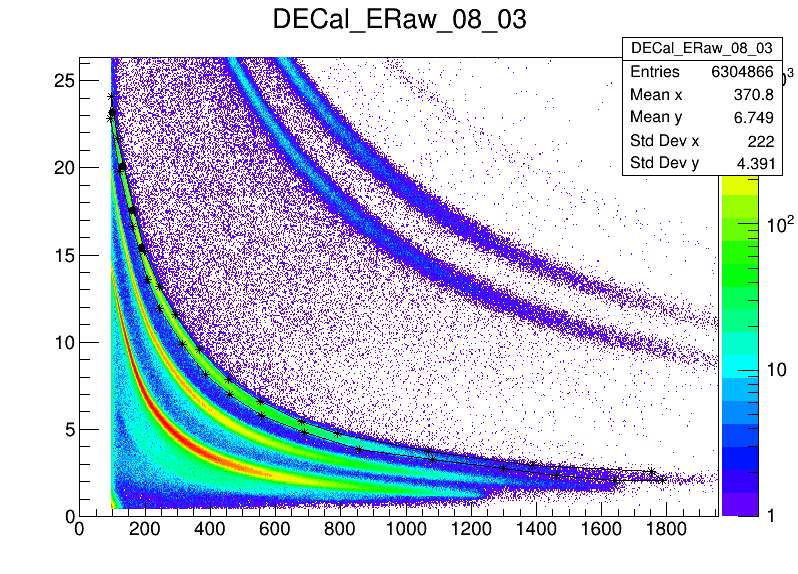 DECal_ERaw_08_03
DECal_ERaw_08_03
Entries 6304866
Mean x 370.8
Mean y 6.749
Std Dev x 222
Std Dev y 4.391
25
20
15
10
5
0
0 200 400 600 800 1000 1200 1400 1600 1800
10²
10
1